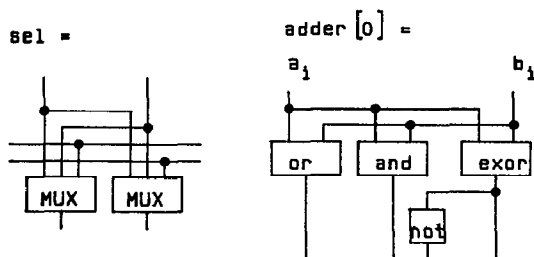 sel =
MUX MUX
adder [0] =
a_i b_i
or and exor
not